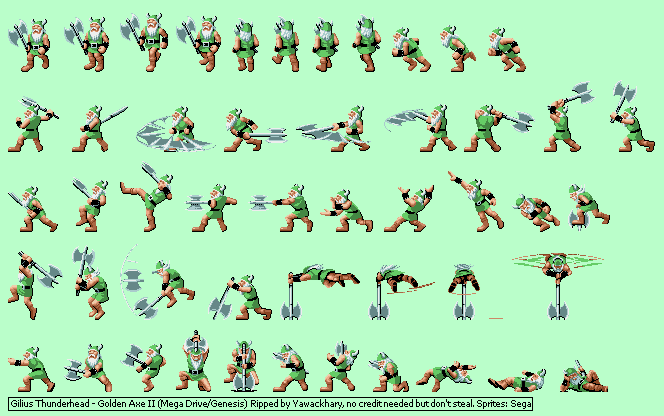 Gilius Thunderhead - Golden Axe II (Mega Drive/Genesis) Ripped by Yawackhary, no credit needed but don't steal. Sprites: Sega